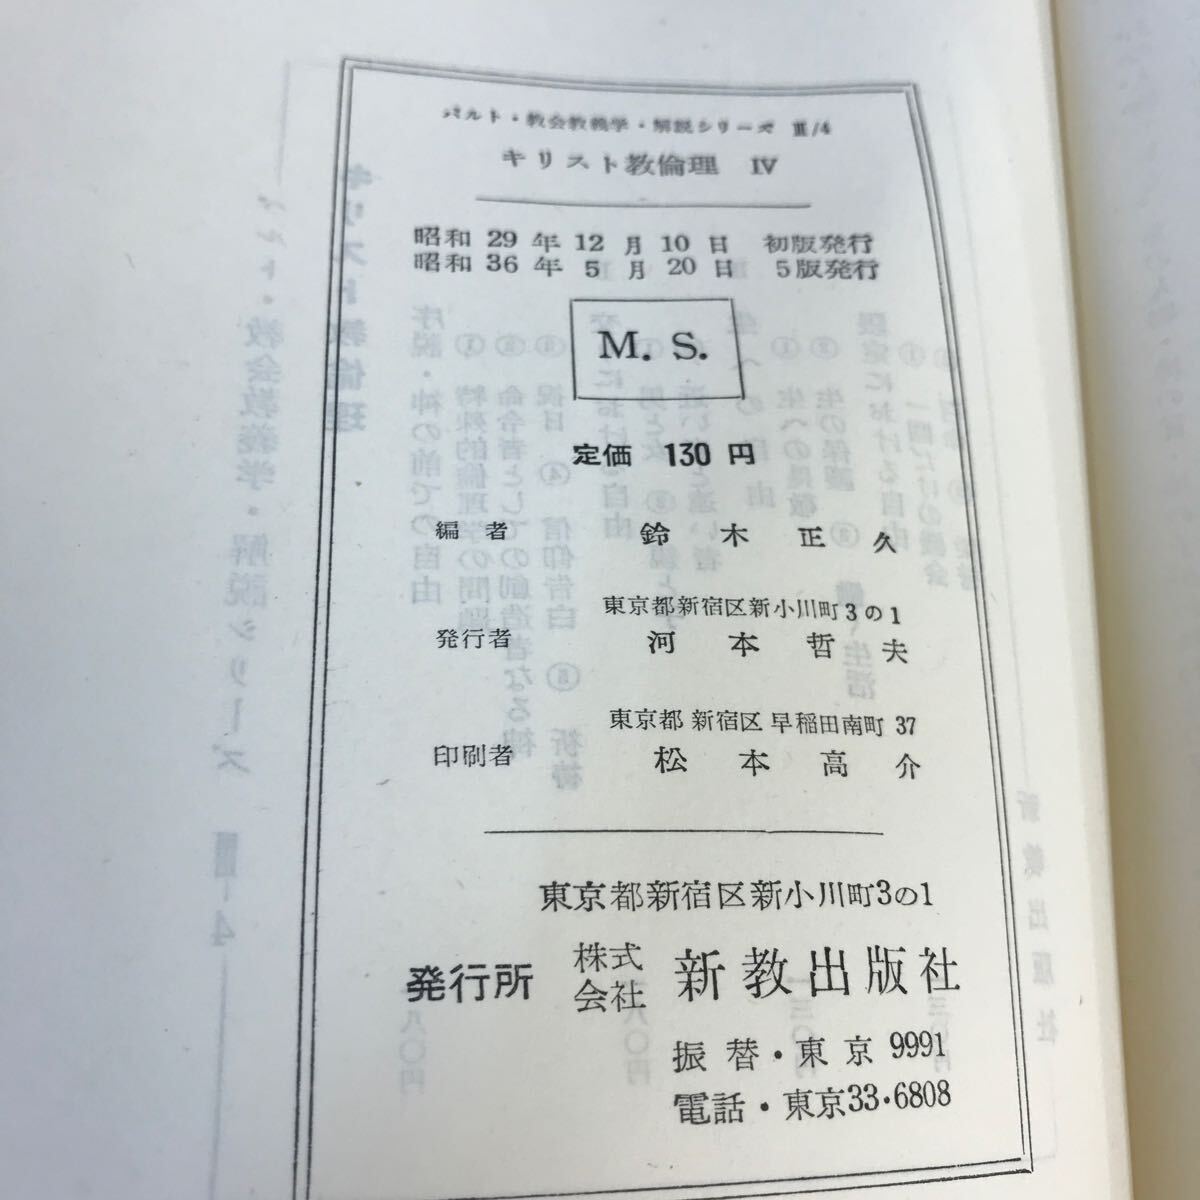 バルト・教会教義学・解説シリーズ Ⅲ/4
キリスト教倫理 Ⅳ
昭和 29 年 12 月 10 日 初版発行
昭和 36 年 5 月 20 日 5 版発行
M. S.
定価 130 円
編者 鈴木正久
東京都新宿区新小川町3の1
発行者 河本哲夫
東京都 新宿区 早稲田南町 37
印刷者 松本高介
東京都新宿区新小川町3の1
発行所 株式会社 新教出版社
振替・東京 9991
電話・東京33・6808